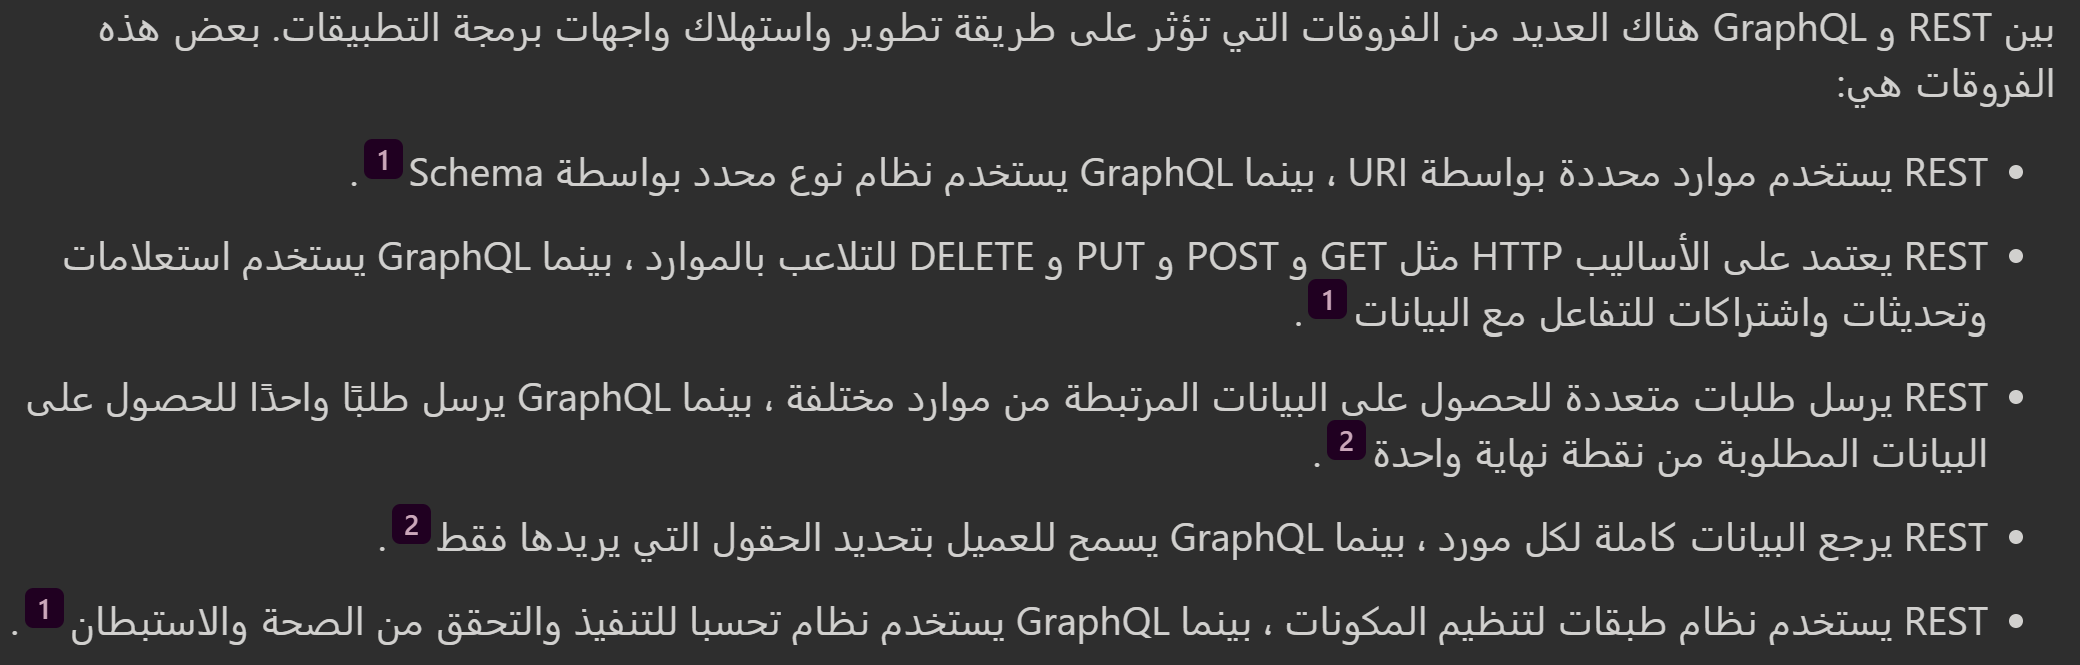 بين REST و GraphQL هناك العديد من الفروقات التي تؤثر على طريقة تطوير واستهلاك واجهات برمجة التطبيقات. بعض هذه
الفروقات هي:
• REST يستخدم موارد محددة بواسطة URI ، بينما GraphQL يستخدم نظام نوع محدد بواسطة Schema 1.
• REST يعتمد على الأساليب HTTP مثل GET و POST و PUT و DELETE للتلاعب بالموارد ، بينما GraphQL يستخدم استعلامات
وتحديثات واشتراكات للتفاعل مع البيانات 1.
• REST يرسل طلبات متعددة للحصول على البيانات المرتبطة من موارد مختلفة ، بينما GraphQL يرسل طلبًا واحدًا للحصول على
البيانات المطلوبة من نقطة نهاية واحدة 2.
• REST يرجع البيانات كاملة لكل مورد ، بينما GraphQL يسمح للعميل بتحديد الحقول التي يريدها فقط 2.
• REST يستخدم نظام طبقات لتنظيم المكونات ، بينما GraphQL يستخدم نظام تحسبا للتنفيذ والتحقق من الصحة والاستبطان 1.